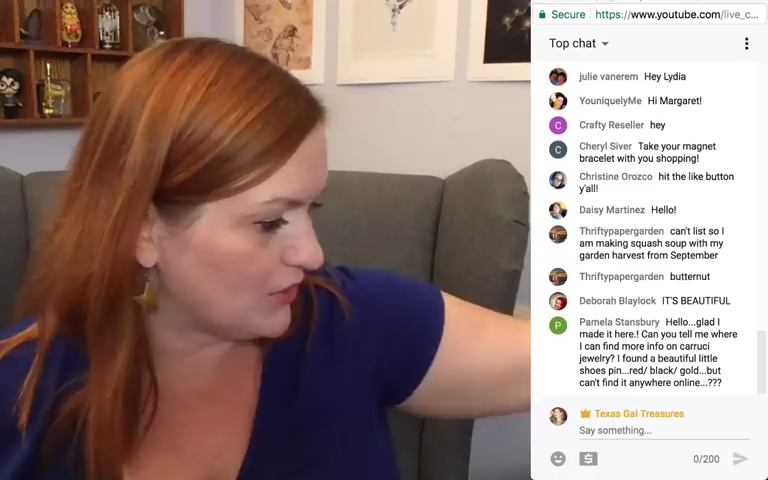 Secure https://www.youtube.com/live_c...
Top chat
julie vanerem Hey Lydia
YouniquelyMe Hi Margaret!
C Crafty Reseller hey
C Cheryl Siver Take your magnet
bracelet with you shopping!
Christine Orozco hit the like button
y'all!
Daisy Martinez Hello!
Thriftypapergarden can't list so I
am making squash soup with my
garden harvest from September
Thriftypapergarden butternut
Deborah Blaylock IT'S BEAUTIFUL
P Pamela Stansbury Hello...glad I
made it here.! Can you tell me where
I can find more info on carruci
jewelry? I found a beautiful little
shoes pin...red/ black/ gold...but
can't find it anywhere online...???
Texas Gal Treasures
Say something...
0/200